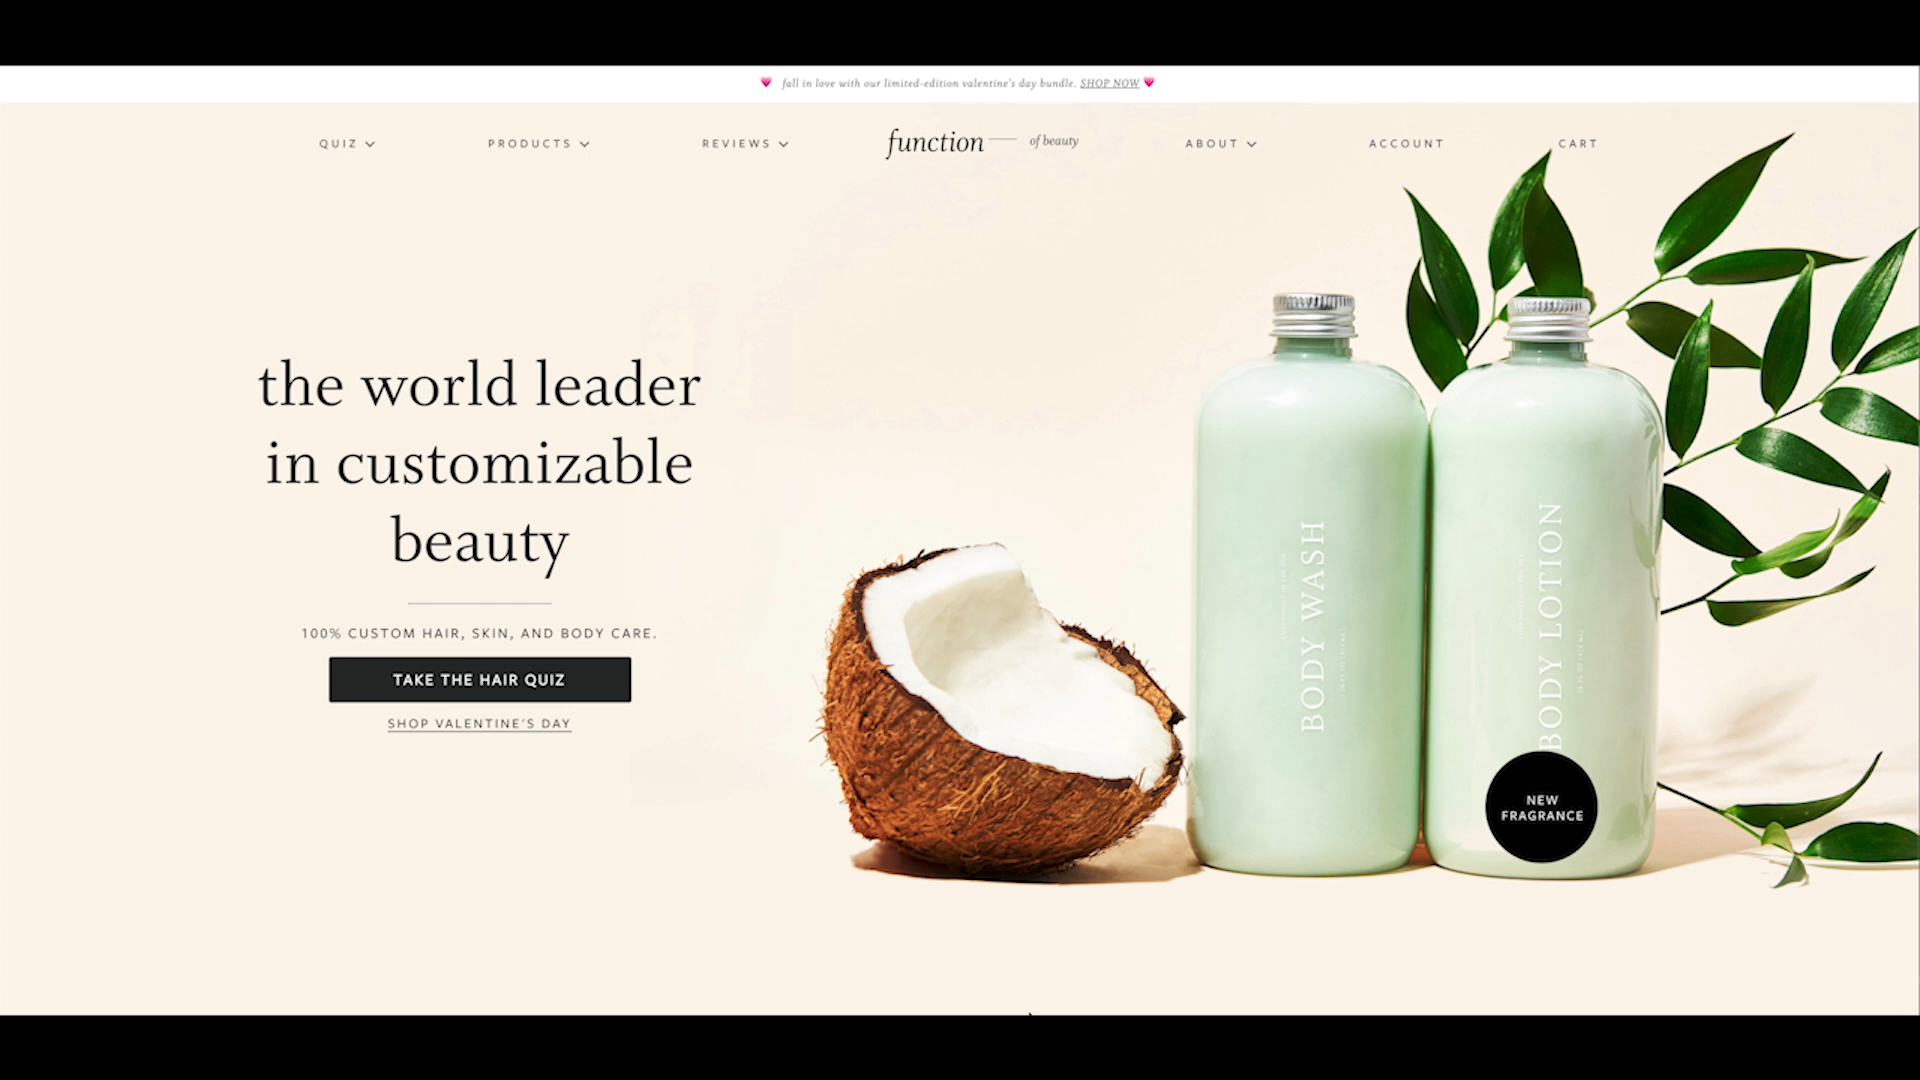 fall in love with our limited-edition valentine's day bundle. SHOP NOW
QUIZ PRODUCTS REVIEWS function of beauty ABOUT ACCOUNT CART
the world leader
in customizable
beauty
100% CUSTOM HAIR, SKIN, AND BODY CARE.
TAKE THE HAIR QUIZ
SHOP VALENTINE'S DAY
BODY WASH
BODY LOTION
NEW
FRAGRANCE